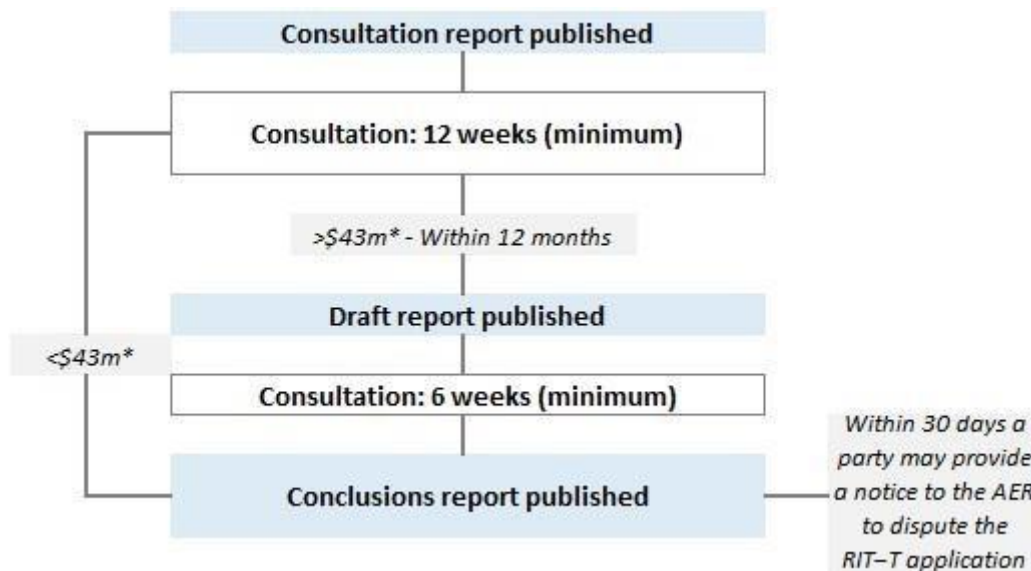 Consultation report published
Consultation: 12 weeks (minimum)
>$43m* - Within 12 months
Draft report published
<$43m*
Consultation: 6 weeks (minimum)
Conclusions report published
Within 30 days a
party may provide
a notice to the AER
to dispute the
RIT–T application